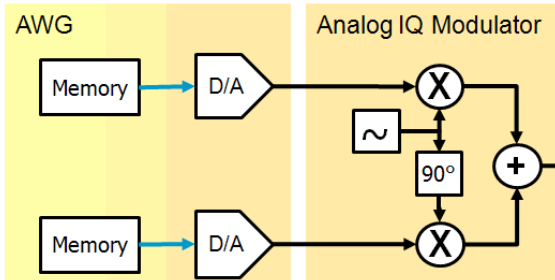 AWG
Analog IQ Modulator
Memory
D/A
X
~
90°
+
Memory
D/A
X